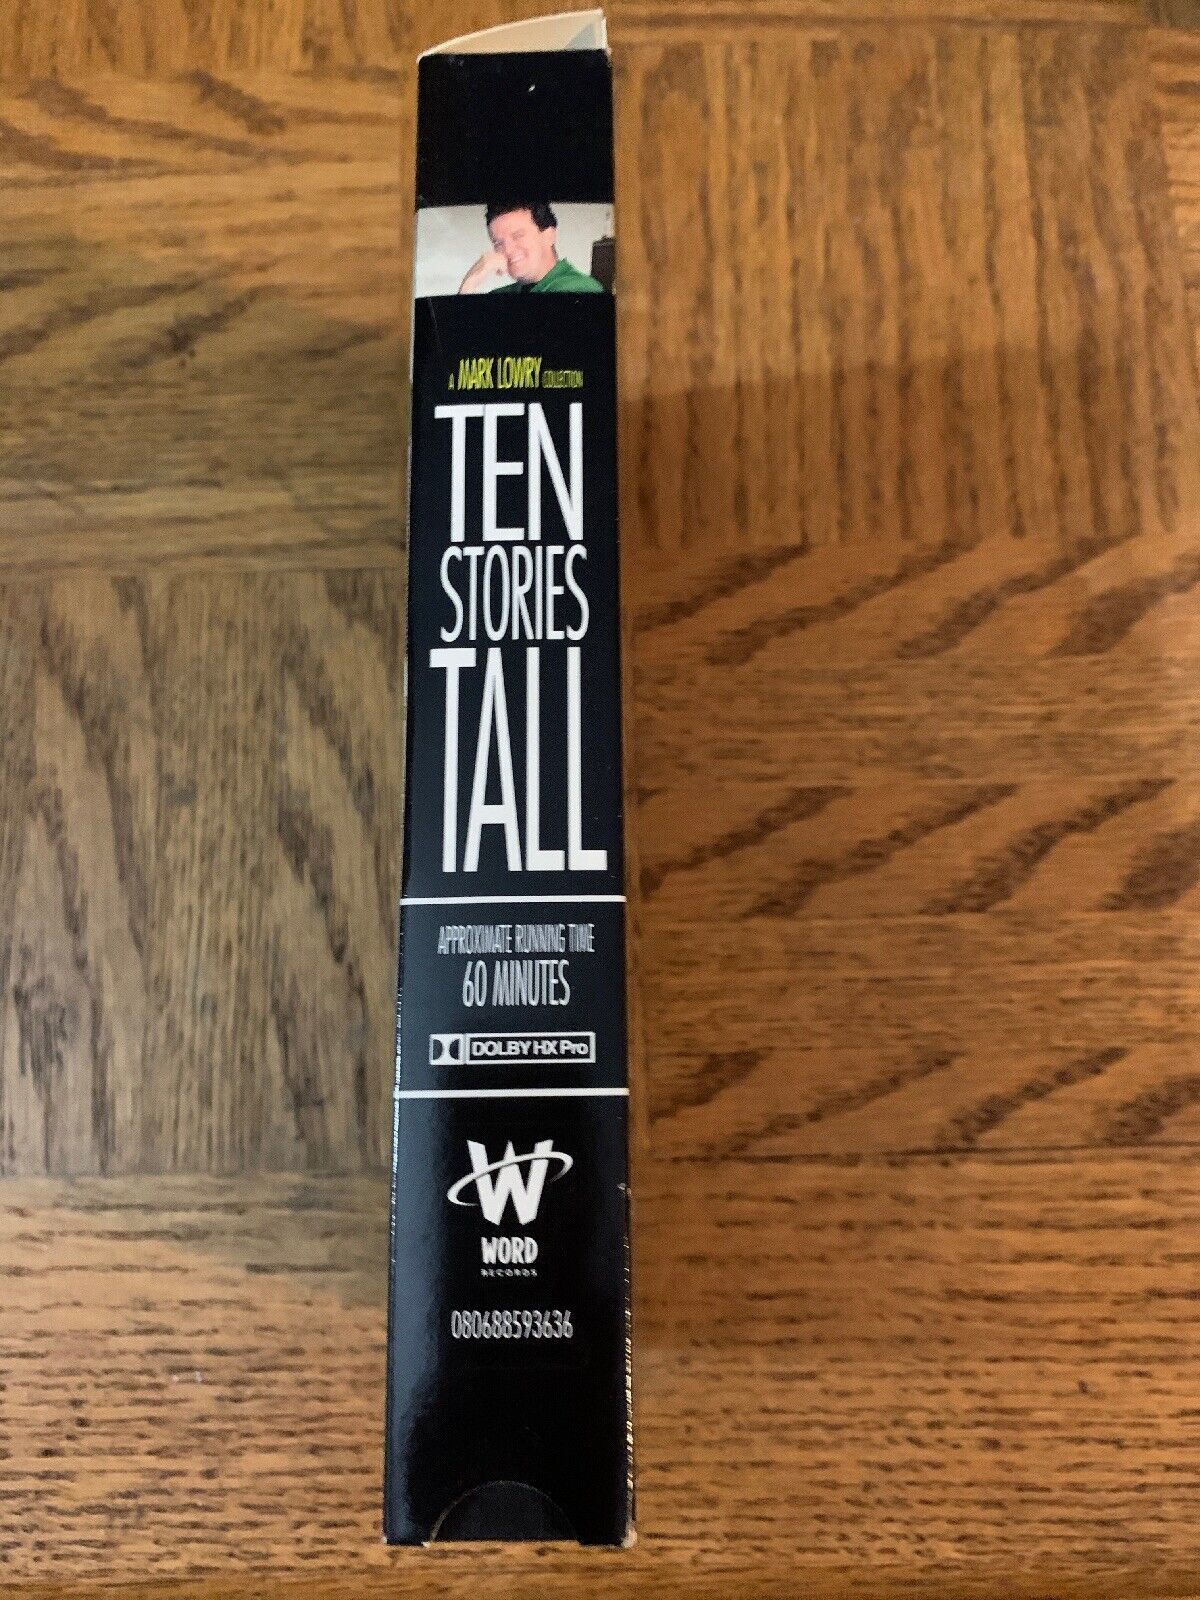 A MARK LOWRY COLLECTION
TEN
STORIES
TALL
APPROXIMATE RUNNING TIME
60 MINUTES
DOLBY HX Pro
W
WORD
RECORDS
080688593636